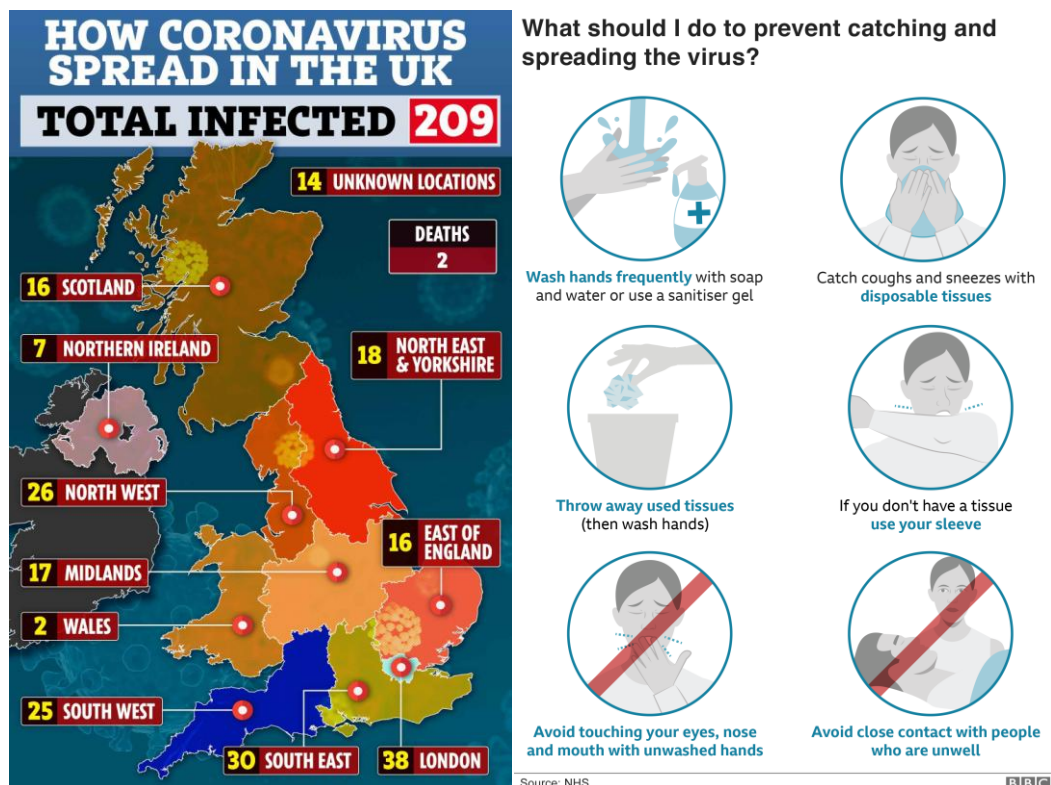 HOW CORONAVIRUS
SPREAD IN THE UK
TOTAL INFECTED 209
14 UNKNOWN LOCATIONS
DEATHS
2
16 SCOTLAND
7 NORTHERN IRELAND
18 NORTH EAST
& YORKSHIRE
26 NORTH WEST
16 EAST OF
ENGLAND
17 MIDLANDS
2 WALES
25 SOUTH WEST
30 SOUTH EAST
38 LONDON
What should I do to prevent catching and
spreading the virus?
Wash hands frequently with soap
and water or use a sanitiser gel
Catch coughs and sneezes with
disposable tissues
Throw away used tissues
(then wash hands)
If you don't have a tissue
use your sleeve
Avoid touching your eyes, nose
and mouth with unwashed hands
Avoid close contact with people
who are unwell
Source: NHS
BBC